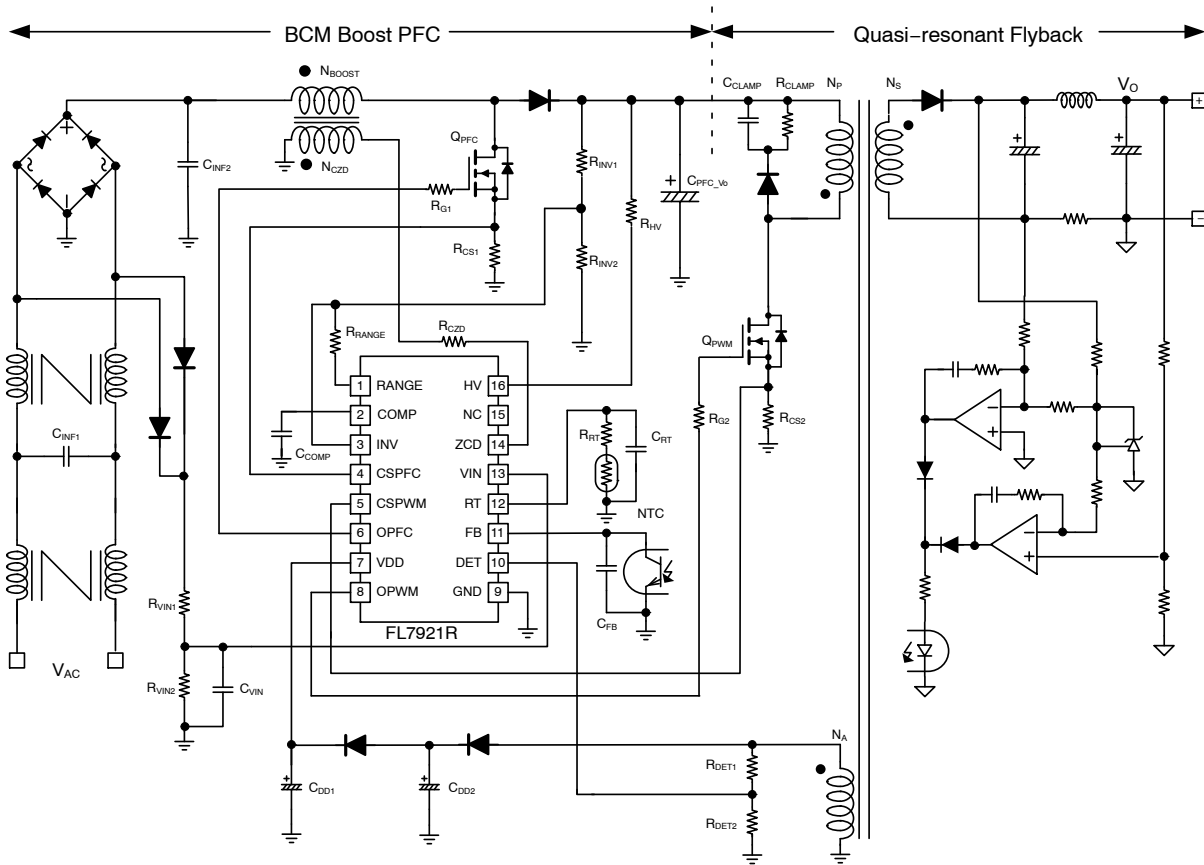 BCM Boost PFC
Quasi−resonant Flyback
N_BOOST
N_CZD
C_INF2
Q_PFC
R_G1
R_CS1
R_INV1
R_INV2
R_HV
C_PFC_Vo
C_CLAMP
R_CLAMP
N_P
N_S
V_O
+
−
R_RANGE
R_CZD
Q_PWM
R_G2
R_CS2
C_INF1
C_COMP
1 RANGE
2 COMP
3 INV
4 CSPFC
5 CSPWM
6 OPFC
7 VDD
8 OPWM
HV 16
NC 15
ZCD 14
VIN 13
RT 12
FB 11
DET 10
GND 9
FL7921R
R_RT
C_RT
NTC
C_FB
R_VIN1
R_VIN2
C_VIN
V_AC
C_DD1
C_DD2
R_DET1
R_DET2
N_A